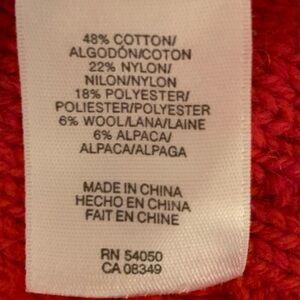 48% COTTON/
ALGODÓN/COTON
22% NYLON/
NILON/NYLON
18% POLYESTER/
POLIESTER/POLYESTER
6% WOOL/LANA/LAINE
6% ALPACA/
ALPACA/ALPAGA
MADE IN CHINA
HECHO EN CHINA
FAIT EN CHINE
RN 54050
CA 08349